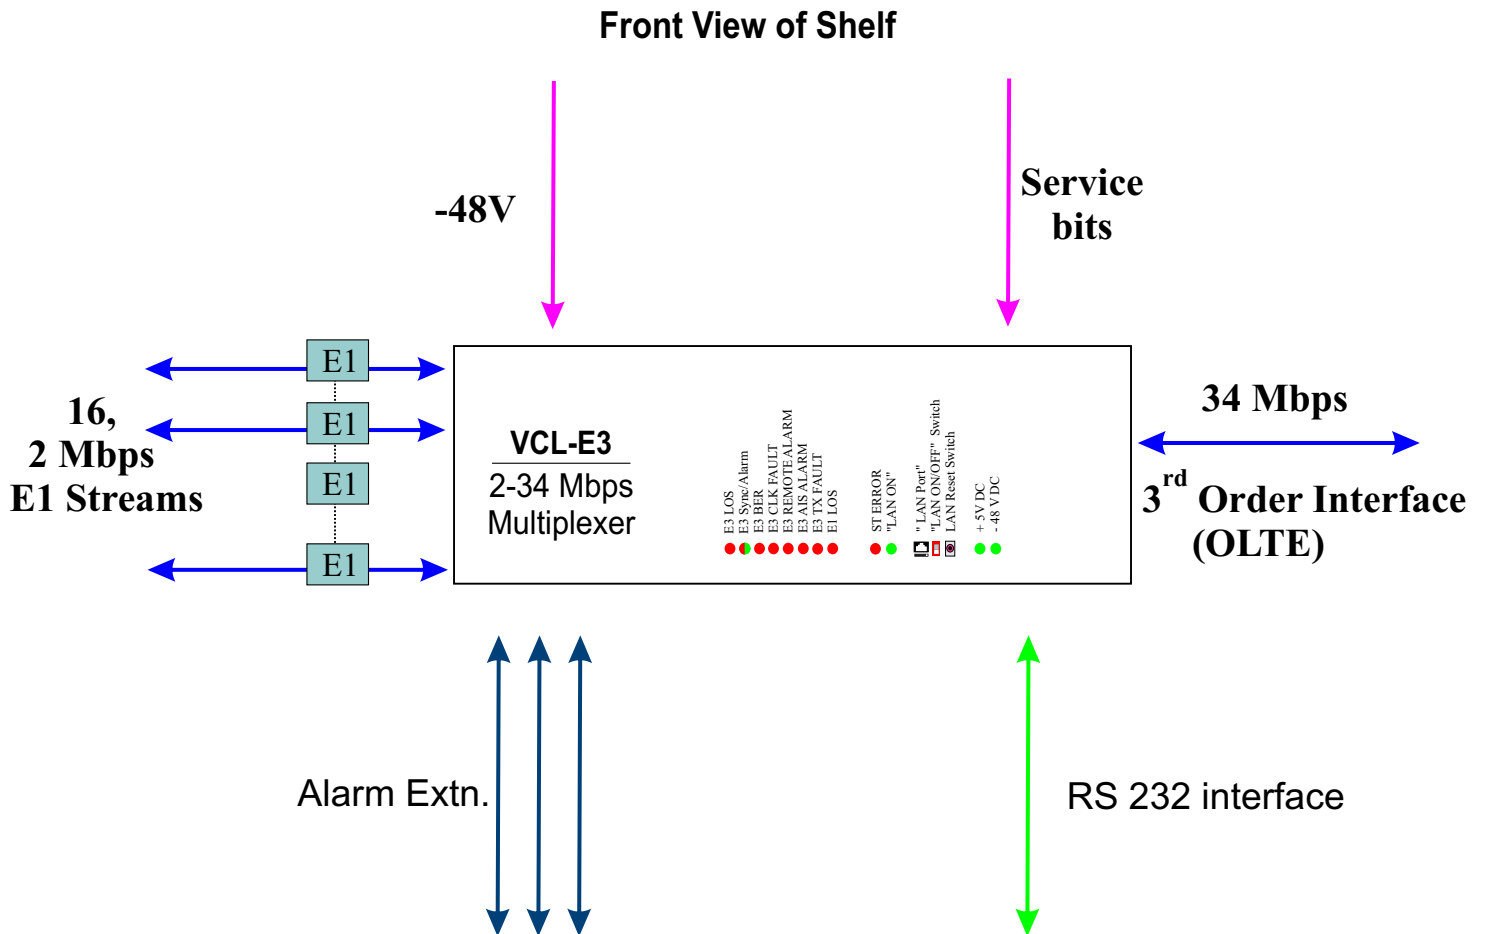 Front View of Shelf
-48V
Service
bits
E1
E1
E1
E1
16,
2 Mbps
E1 Streams
VCL-E3
2-34 Mbps
Multiplexer
E3 LOS
E3 Sync/Alarm
E3 BER
E3 CLK FAULT
E3 REMOTE ALARM
E3 AIS ALARM
E3 TX FAULT
E1 LOS
ST ERROR
"LAN ON"
" LAN Port"
"LAN ON/OFF" Switch
LAN Reset Switch
+ 5V DC
- 48 V DC
34 Mbps
3rd Order Interface
(OLTE)
Alarm Extn.
RS 232 interface